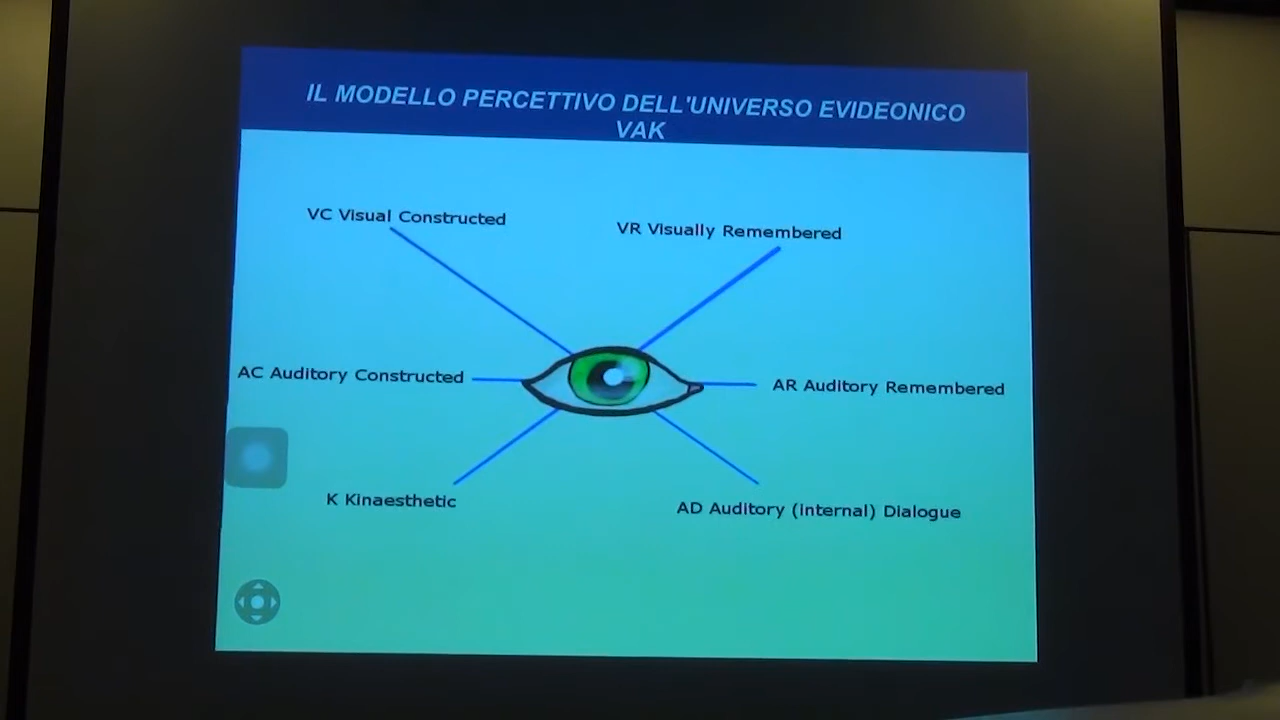 IL MODELLO PERCETTIVO DELL'UNIVERSO EVIDEONICO
VAK
VC Visual Constructed
VR Visually Remembered
AC Auditory Constructed
AR Auditory Remembered
K Kinaesthetic
AD Auditory (internal) Dialogue